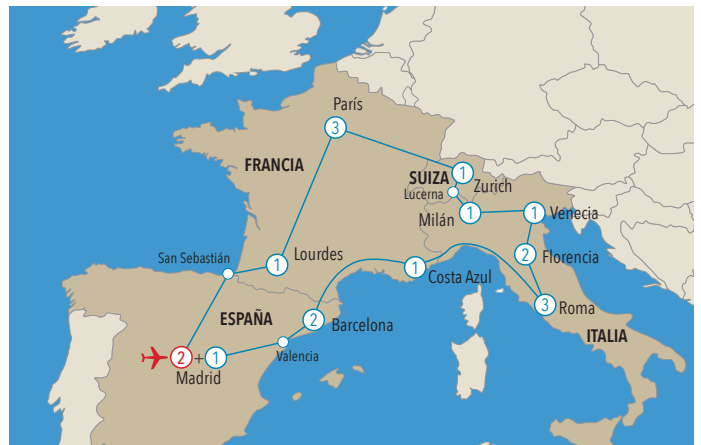 París
3
FRANCIA
SUIZA
1
Zurich
Lucerna
Milán
1
1
Venecia
San Sebastián
1
Lourdes
2
Florencia
1
Costa Azul
3
Roma
ESPAÑA
2
Barcelona
ITALIA
2 + 1
Valencia
Madrid